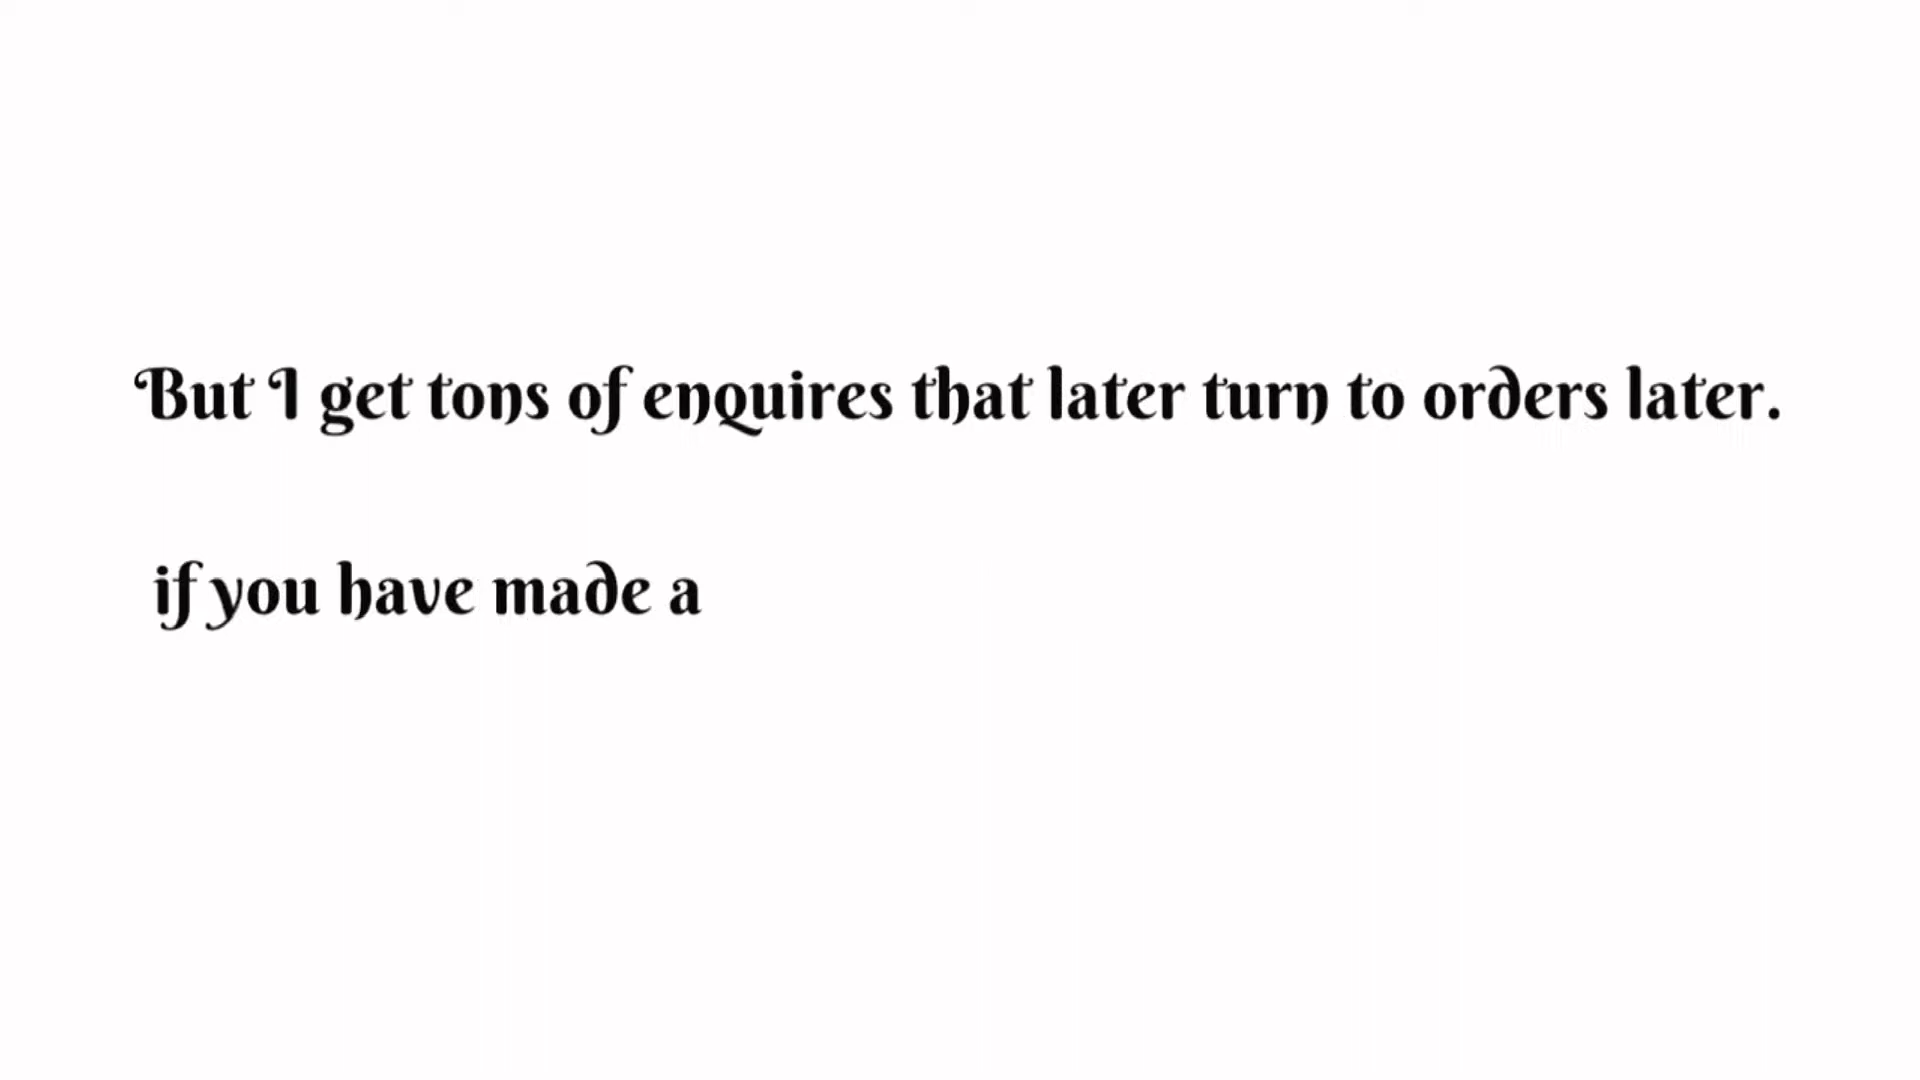 But I get tons of enquires that later turn to orders later.
if you have made a